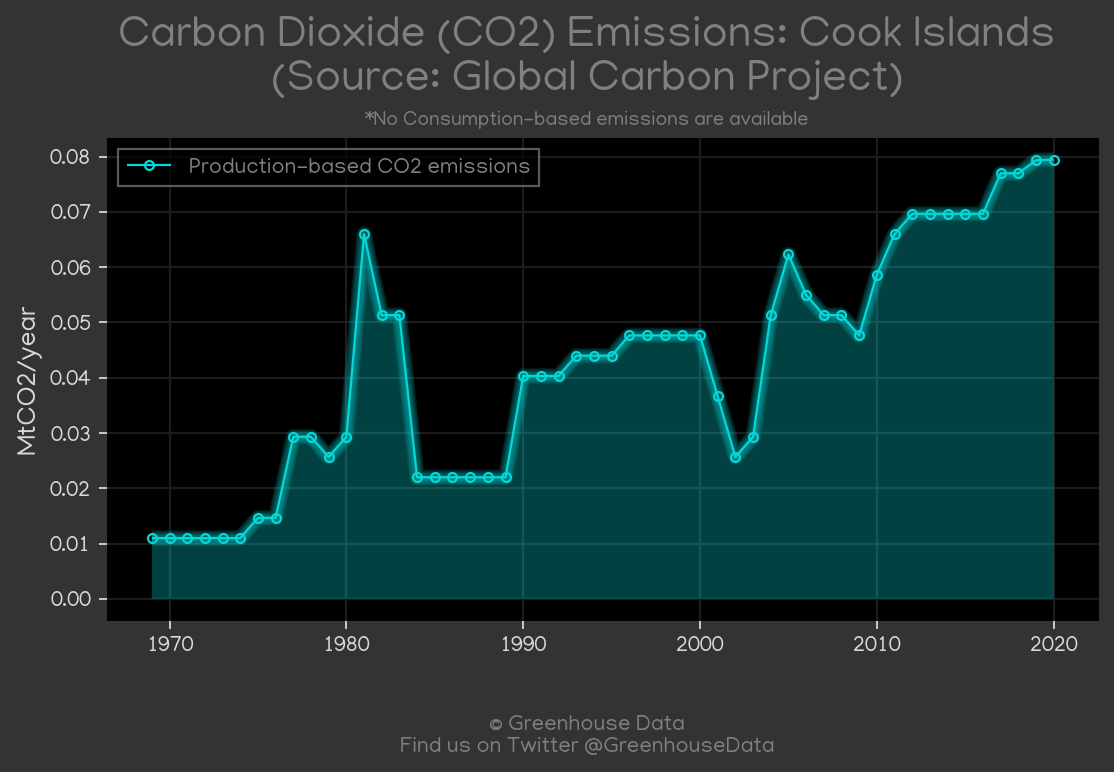 Carbon Dioxide (CO2) Emissions: Cook Islands
(Source: Global Carbon Project)
*No Consumption-based emissions are available
Production-based CO2 emissions
MtCO2/year
0.08
0.07
0.06
0.05
0.04
0.03
0.02
0.01
0.00
1970 1980 1990 2000 2010 2020
© Greenhouse Data
Find us on Twitter @GreenhouseData